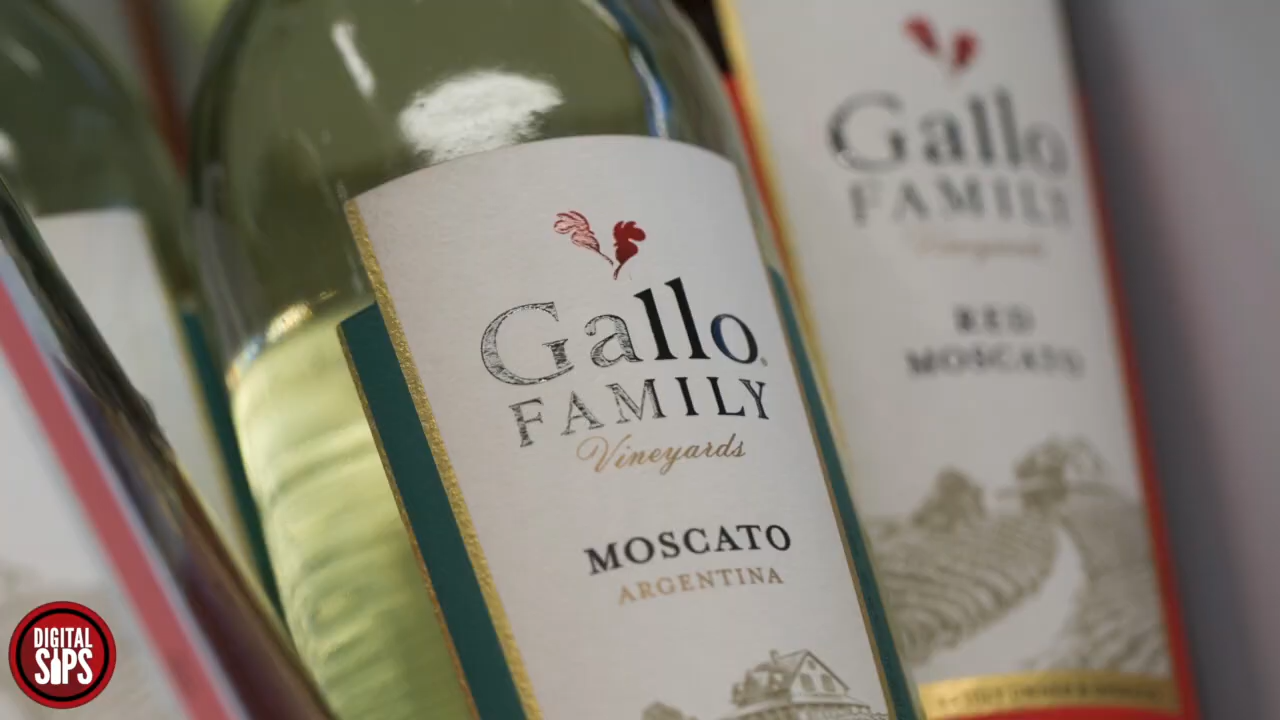 Gallo
FAMILY
Vineyards
MOSCATO
ARGENTINA
Gallo
FAMILY
Vineyards
RED
MOSCATO
DIGITAL
SIPS